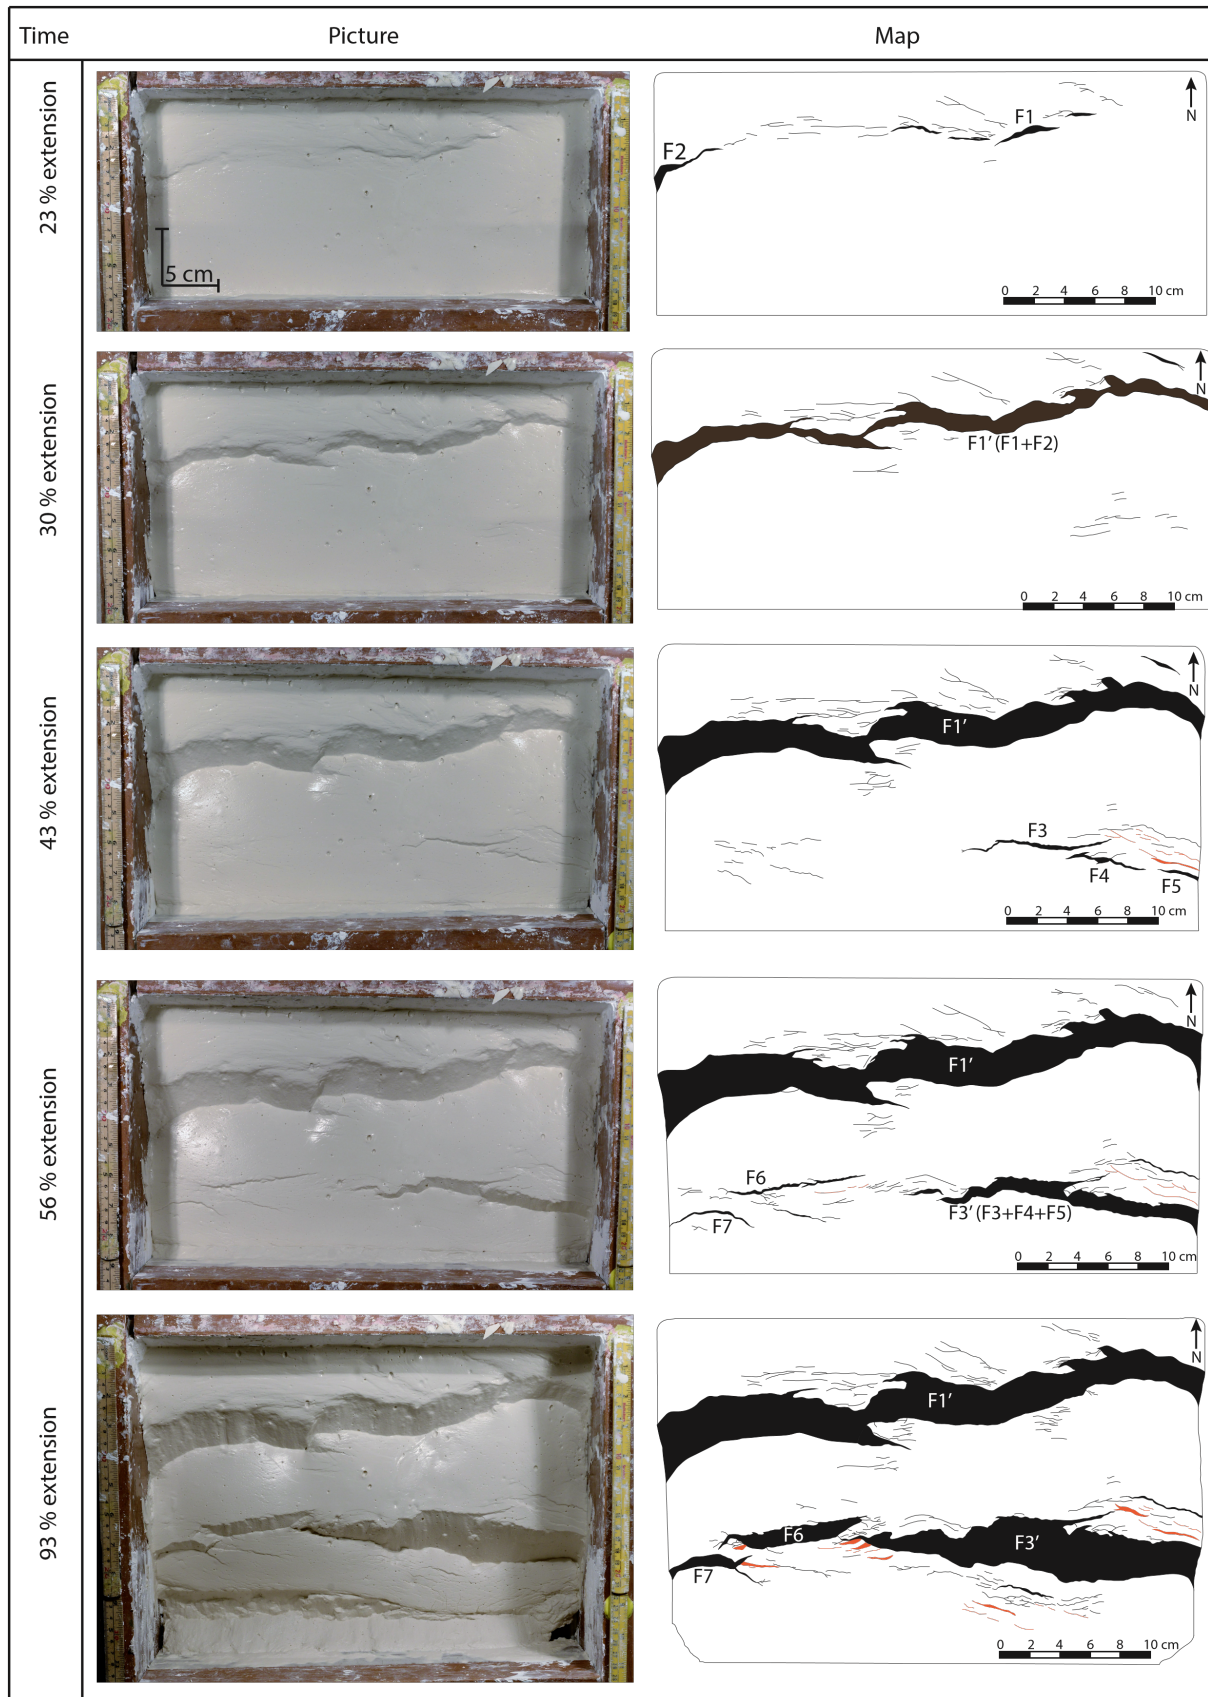 Time Picture Map
23 % extension
5 cm
F2
F1
N
0 2 4 6 8 10 cm
30 % extension
F1’ (F1+F2)
N
0 2 4 6 8 10 cm
43 % extension
F1’
N
F3
F4
F5
0 2 4 6 8 10 cm
56 % extension
F1’
N
F6
F7
F3’ (F3+F4+F5)
0 2 4 6 8 10 cm
93 % extension
F1’
N
F6
F3’
F7
0 2 4 6 8 10 cm